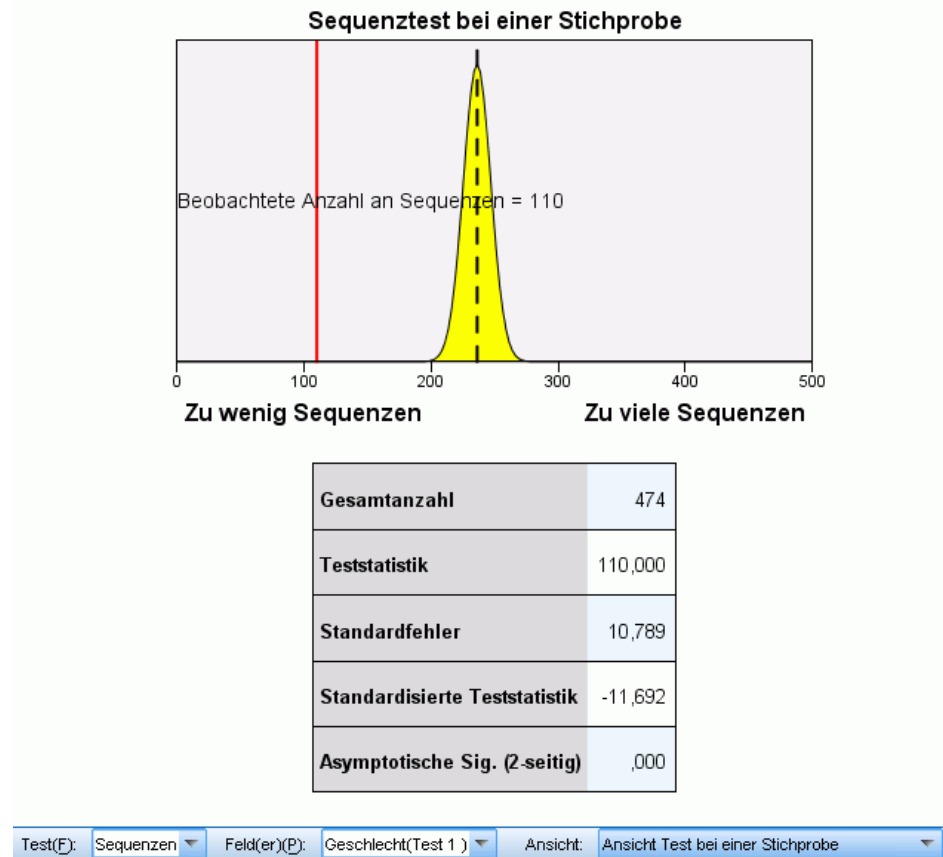 Sequenztest bei einer Stichprobe
Beobachtete Anzahl an Sequenzen = 110
0 100 200 300 400 500
Zu wenig Sequenzen Zu viele Sequenzen
Gesamtanzahl 474
Teststatistik 110,000
Standardfehler 10,789
Standardisierte Teststatistik -11,692
Asymptotische Sig. (2-seitig) ,000
Test(F): Sequenzen Feld(er)(P): Geschlecht(Test 1 ) Ansicht: Ansicht Test bei einer Stichprobe